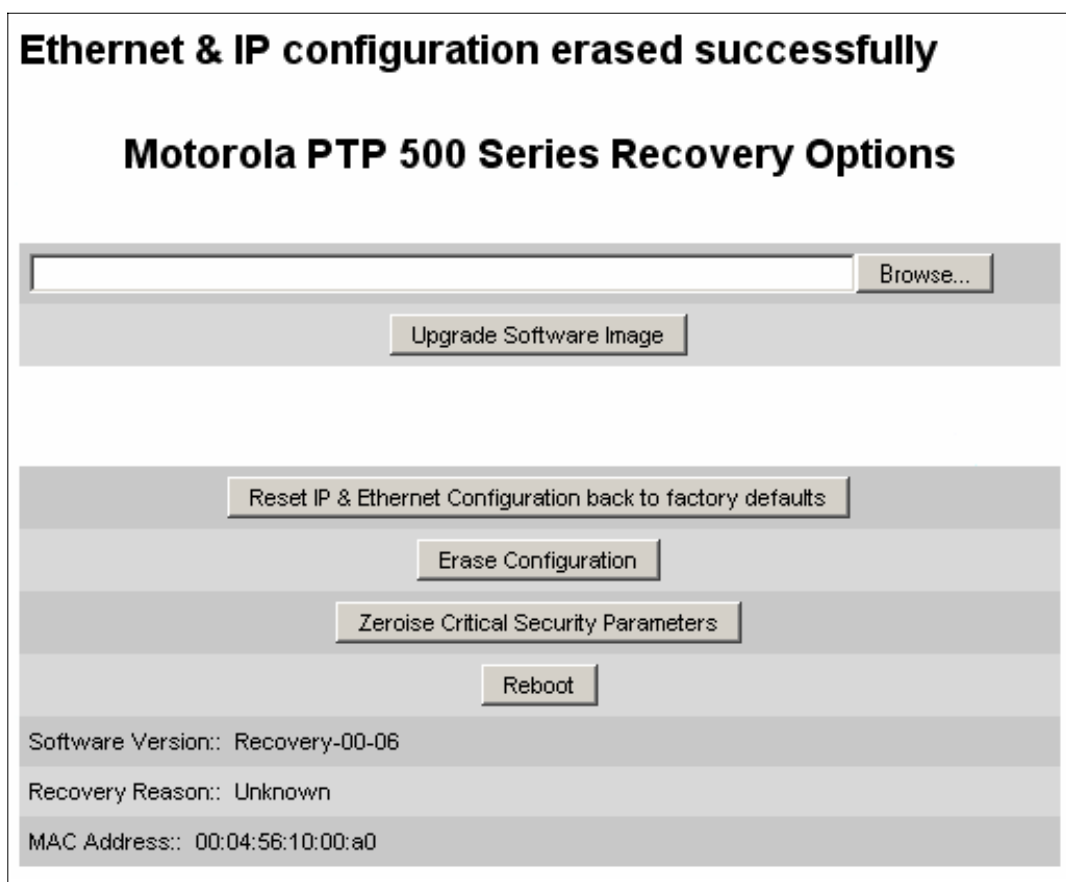 Ethernet & IP configuration erased successfully
Motorola PTP 500 Series Recovery Options
Browse...
Upgrade Software Image
Reset IP & Ethernet Configuration back to factory defaults
Erase Configuration
Zeroise Critical Security Parameters
Reboot
Software Version:: Recovery-00-06
Recovery Reason:: Unknown
MAC Address:: 00:04:56:10:00:a0